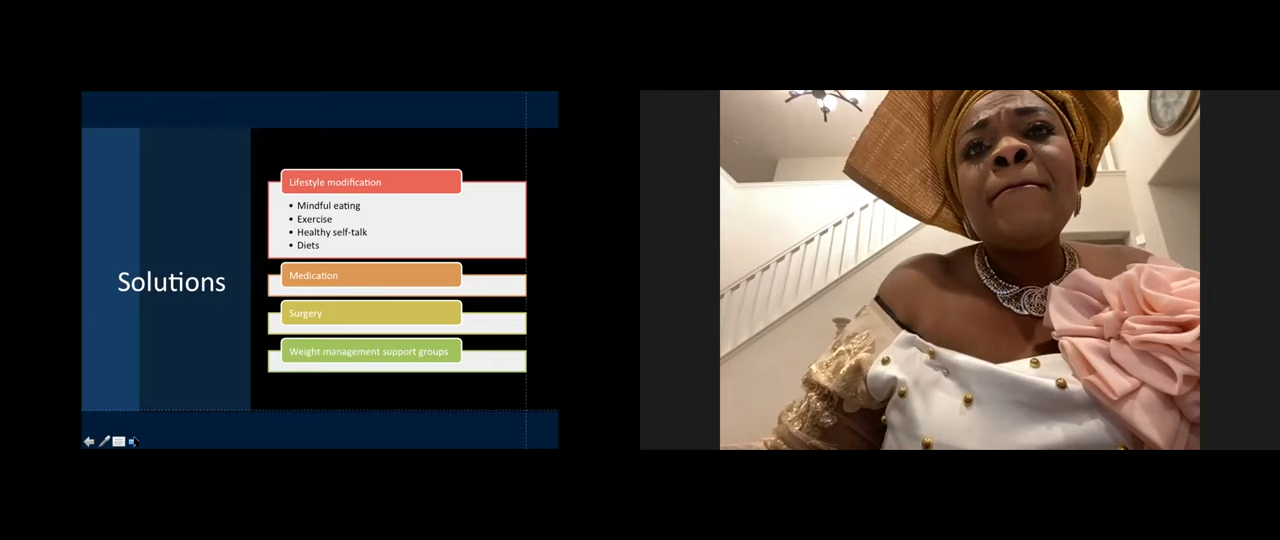 Solutions
Lifestyle modification
• Mindful eating
• Exercise
• Healthy self-talk
• Diets
Medication
Surgery
Weight management support groups